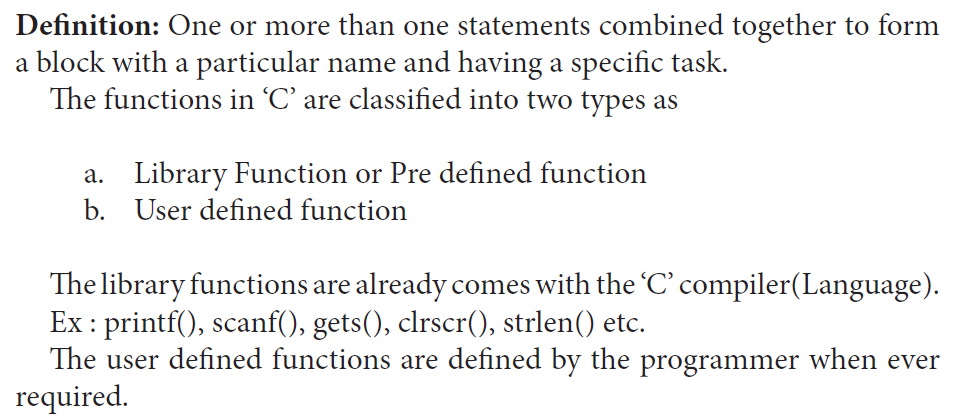 Definition: One or more than one statements combined together to form
a block with a particular name and having a specific task.
The functions in ‘C’ are classified into two types as
a. Library Function or Pre defined function
b. User defined function
The library functions are already comes with the ‘C’ compiler(Language).
Ex : printf(), scanf(), gets(), clrscr(), strlen() etc.
The user defined functions are defined by the programmer when ever
required.